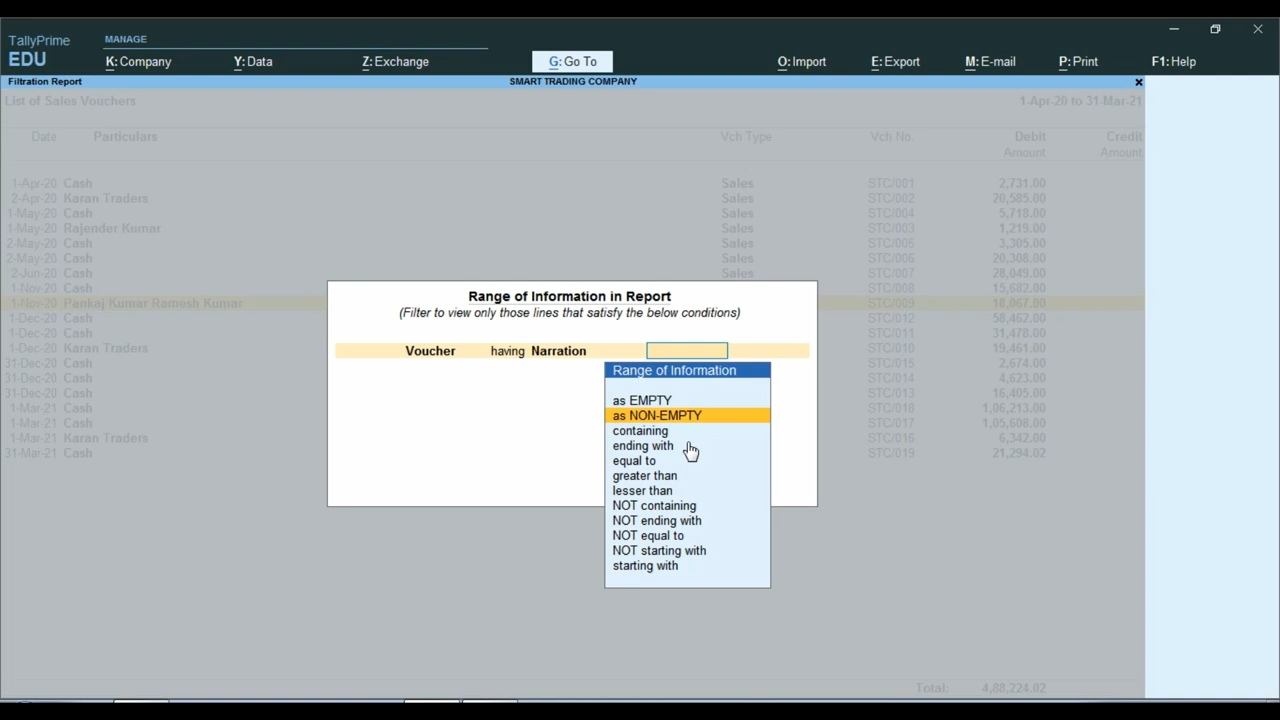 TallyPrime
EDU
MANAGE
K:Company
Y:Data
Z:Exchange
G:Go To
O:Import
E:Export
M:E-mail
P:Print
F1:Help
Filtration Report SMART TRADING COMPANY ×
List of Sales Vouchers 1-Apr-20 to 31-Mar-21
Date Particulars Vch Type Vch No. Debit Credit
Amount Amount
1-Apr-20 Cash Sales STC/001 2,731.00
2-Apr-20 Karan Traders Sales STC/002 20,585.00
1-May-20 Cash Sales STC/004 5,718.00
1-May-20 Rajender Kumar Sales STC/003 1,219.00
2-May-20 Cash Sales STC/005 3,305.00
2-May-20 Cash Sales STC/006 20,308.00
2-Jun-20 Cash Sales STC/007 28,049.00
1-Nov-20 Cash STC/008 15,682.00
1-Nov-20 Pankaj Kumar Ramesh Kumar STC/009 18,067.00
1-Dec-20 Cash STC/012 58,462.00
1-Dec-20 Cash STC/011 31,478.00
1-Dec-20 Karan Traders STC/010 19,461.00
31-Dec-20 Cash STC/015 2,674.00
31-Dec-20 Cash STC/014 4,623.00
31-Dec-20 Cash STC/013 16,405.00
1-Mar-21 Cash STC/018 1,06,213.00
1-Mar-21 Cash STC/017 1,05,608.00
1-Mar-21 Karan Traders STC/016 6,342.00
31-Mar-21 Cash STC/019 21,294.02
Total: 4,88,224.02
Range of Information in Report
(Filter to view only those lines that satisfy the below conditions)
Voucher having Narration
Range of Information
as EMPTY
as NON-EMPTY
containing
ending with
equal to
greater than
lesser than
NOT containing
NOT ending with
NOT equal to
NOT starting with
starting with